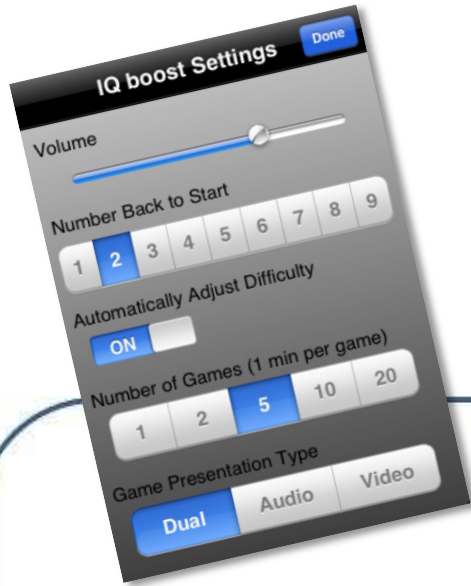 IQ boost Settings Done
Volume
Number Back to Start
1 2 3 4 5 6 7 8 9
Automatically Adjust Difficulty
ON
Number of Games (1 min per game)
1 2 5 10 20
Game Presentation Type
Dual Audio Video